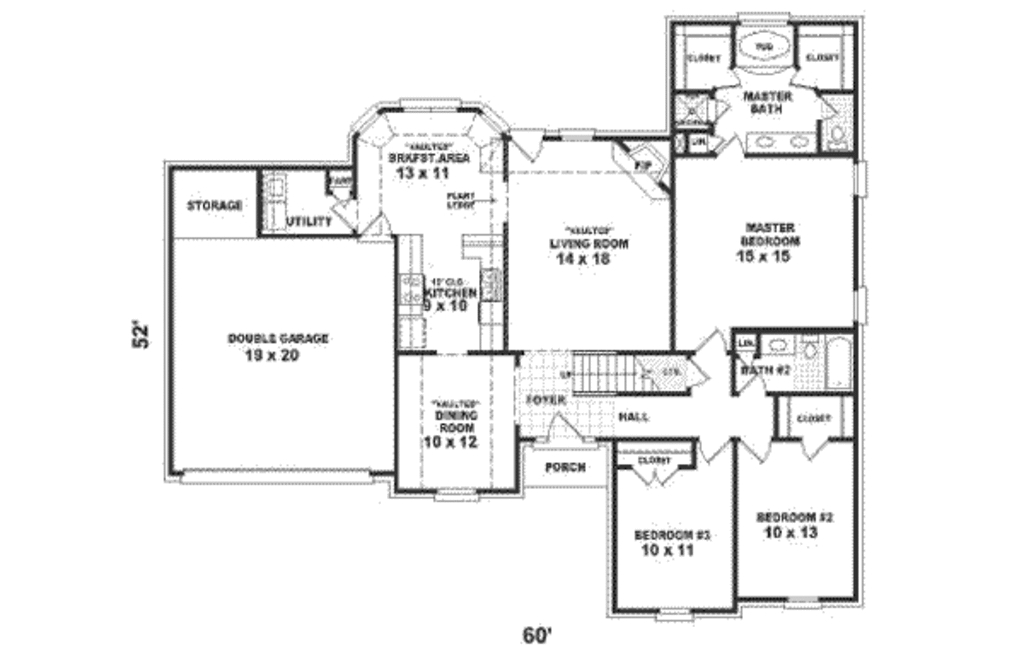 CLOSET
TUB
CLOSET
MASTER
BATH
LIN.
"VAULTED"
BRKFST.AREA
13 x 11
F/P
PANT
STORAGE
UTILITY
PLANT
LEDGE
"VAULTED"
LIVING ROOM
14 x 18
MASTER
BEDROOM
15 x 15
10' CLG
KITCHEN
9 x 10
52'
DOUBLE GARAGE
19 x 20
LIN.
BATH #2
UP
STR.
FOYER
"VAULTED"
DINING
ROOM
10 x 12
HALL
CLOSET
PORCH
CLOSET
BEDROOM #2
10 x 13
BEDROOM #3
10 x 11
60'